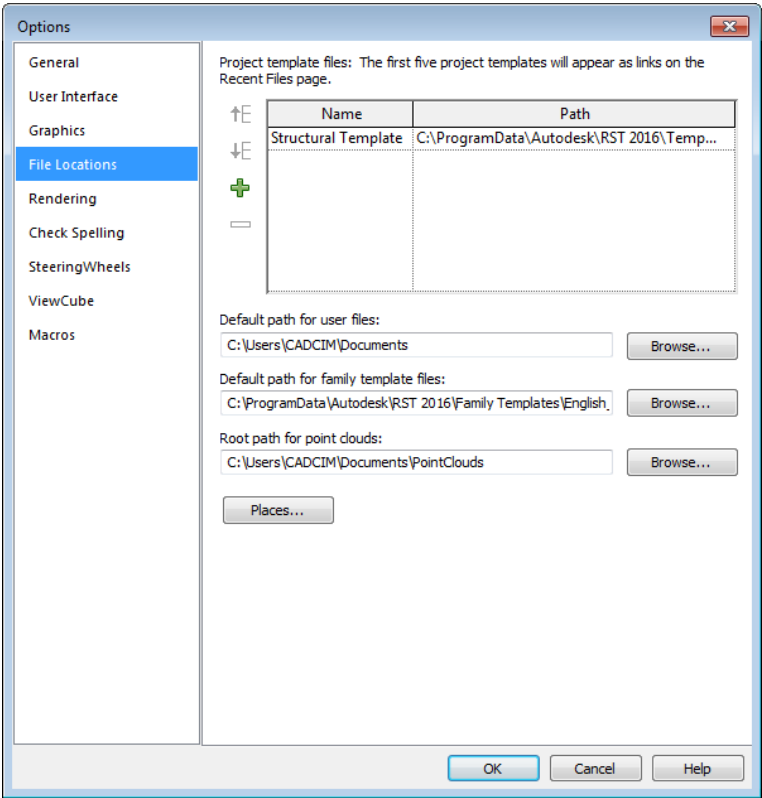 Options
General
User Interface
Graphics
File Locations
Rendering
Check Spelling
SteeringWheels
ViewCube
Macros
Project template files: The first five project templates will appear as links on the
Recent Files page.
Name Path
Structural Template C:\ProgramData\Autodesk\RST 2016\Temp...
Default path for user files:
C:\Users\CADCIM\Documents Browse...
Default path for family template files:
C:\ProgramData\Autodesk\RST 2016\Family Templates\English_ Browse...
Root path for point clouds:
C:\Users\CADCIM\Documents\PointClouds Browse...
Places...
OK Cancel Help